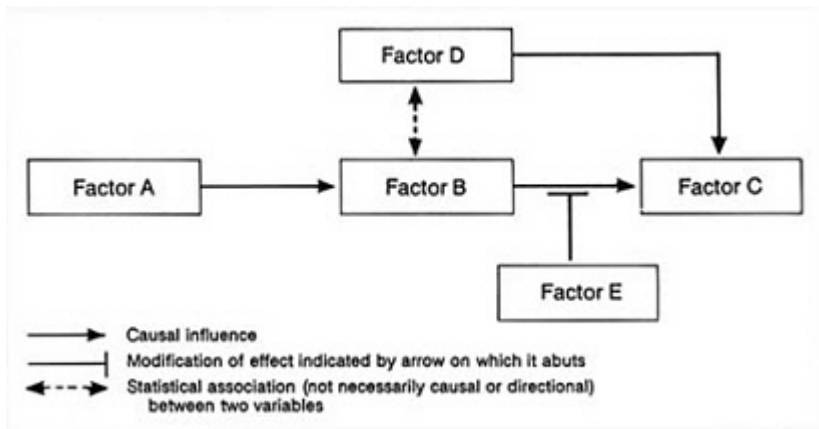 Factor D
Factor A
Factor B
Factor C
Factor E
Causal influence
Modification of effect indicated by arrow on which it abuts
Statistical association (not necessarily causal or directional)
between two variables